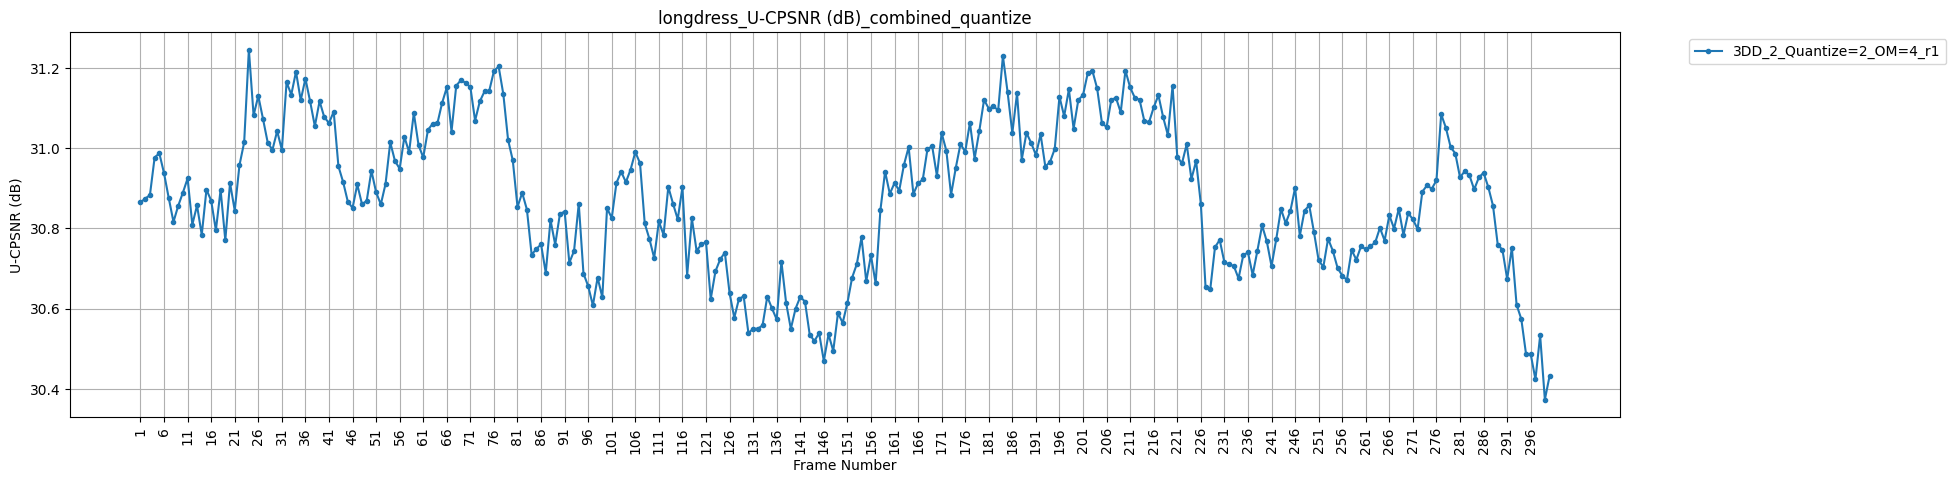 longdress_U-CPSNR (dB)_combined_quantize
3DD_2_Quantize=2_OM=4_r1
U-CPSNR (dB)
31.2
31.0
30.8
30.6
30.4
1 6 11 16 21 26 31 36 41 46 51 56 61 66 71 76 81 86 91 96 101 106 111 116 121 126 131 136 141 146 151 156 161 166 171 176 181 186 191 196 201 206 211 216 221 226 231 236 241 246 251 256 261 266 271 276 281 286 291 296
Frame Number